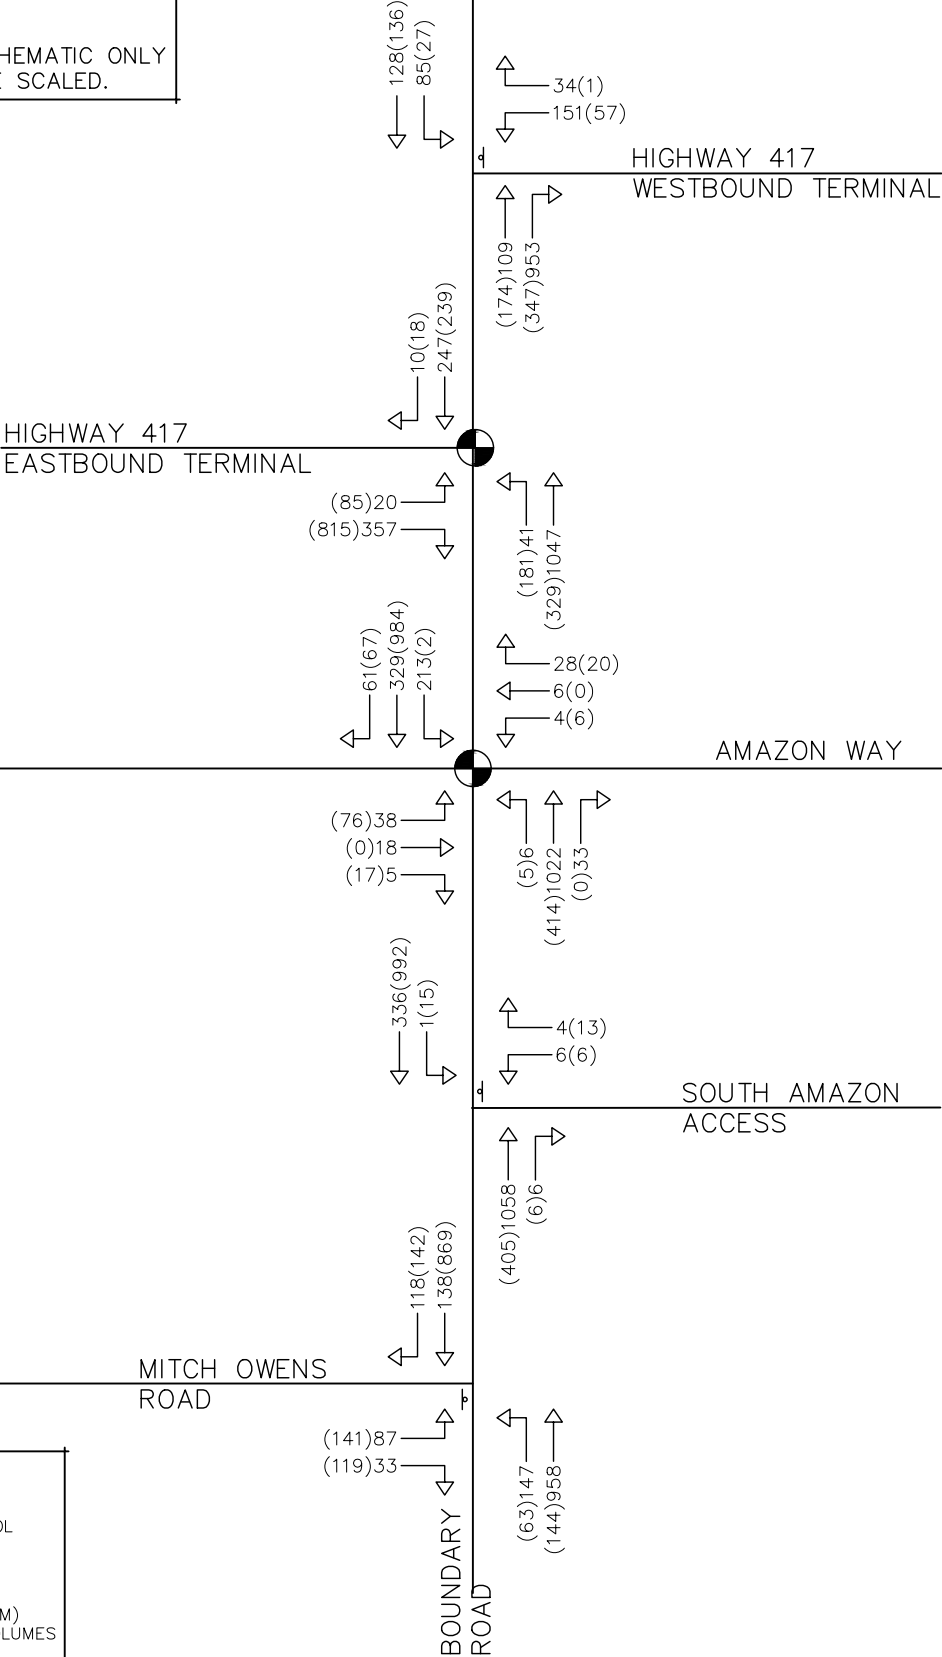 HEMATIC ONLY
SCALED.
128(136)
85(27)
34(1)
151(57)
HIGHWAY 417
WESTBOUND TERMINAL
(174)109
(347)953
10(18)
247(239)
HIGHWAY 417
EASTBOUND TERMINAL
(85)20
(815)357
(181)41
(329)1047
61(67)
329(984)
213(2)
28(20)
6(0)
4(6)
AMAZON WAY
(76)38
(0)18
(17)5
(5)6
(414)1022
(0)33
336(992)
1(15)
4(13)
6(6)
SOUTH AMAZON
ACCESS
(405)1058
(6)6
118(142)
138(869)
MITCH OWENS
ROAD
(141)87
(119)33
(63)147
(144)958
BOUNDARY
ROAD
OL
M)
LUMES